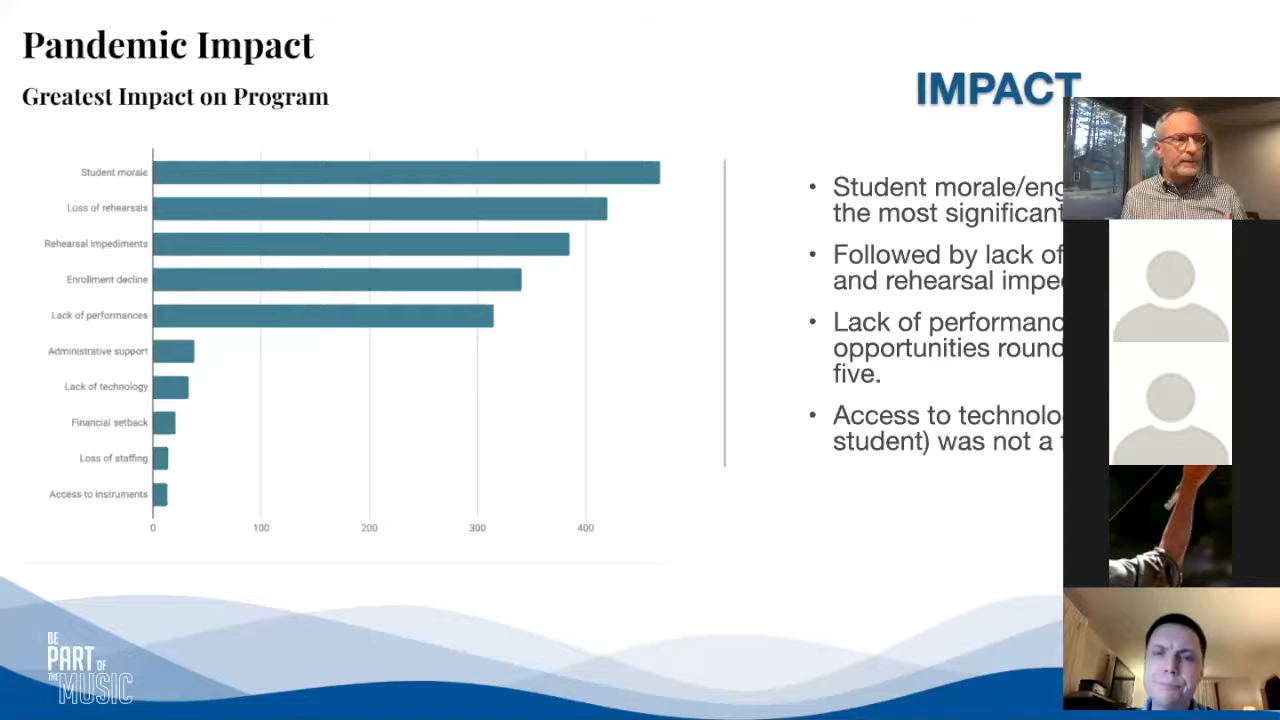 Pandemic Impact
Greatest Impact on Program
IMPACT
Student morale
Loss of rehearsals
Rehearsal impediments
Enrollment decline
Lack of performances
Administrative support
Lack of technology
Financial setback
Loss of staffing
Access to instruments
0 100 200 300 400
• Student morale/eng
the most significant
• Followed by lack of
and rehearsal impe
• Lack of performanc
opportunities round
five.
• Access to technolo
student) was not a
BE
PART OF
THE MUSIC